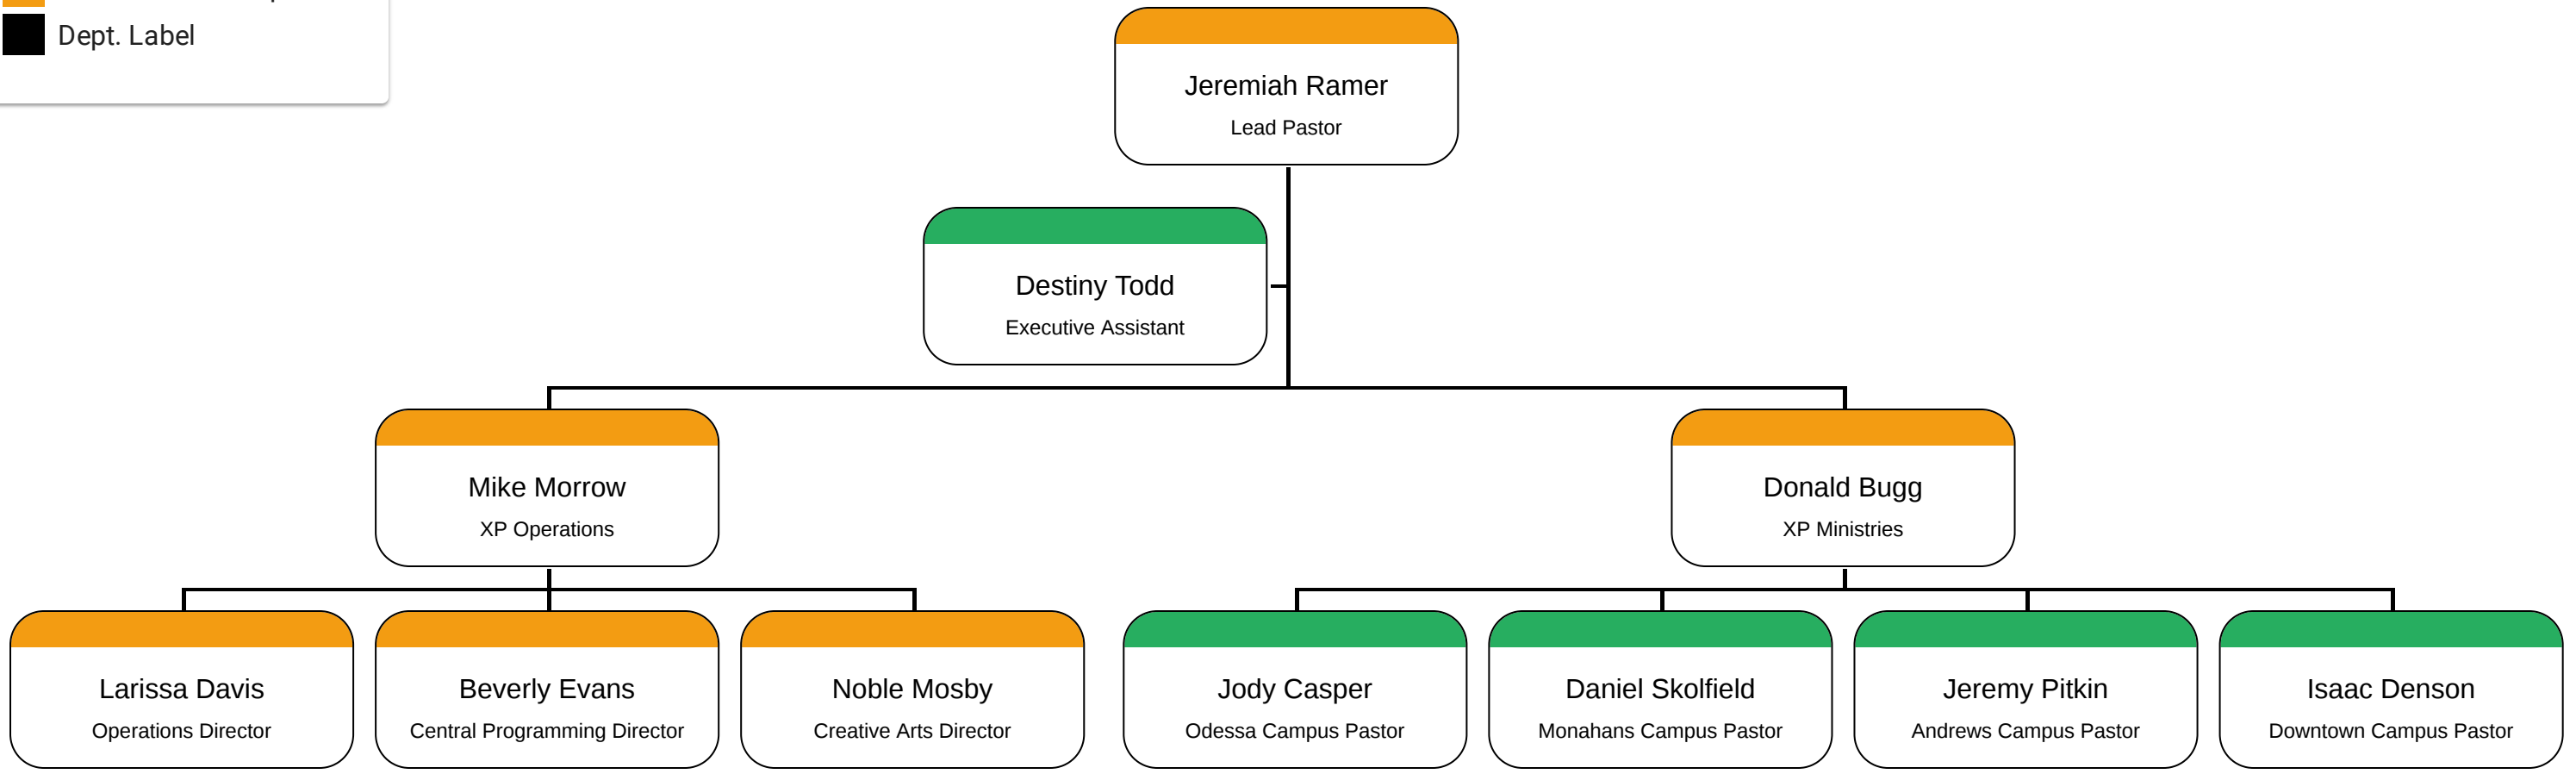 Dept. Label
Jeremiah Ramer
Lead Pastor
Destiny Todd
Executive Assistant
Mike Morrow
XP Operations
Donald Bugg
XP Ministries
Larissa Davis
Operations Director
Beverly Evans
Central Programming Director
Noble Mosby
Creative Arts Director
Jody Casper
Odessa Campus Pastor
Daniel Skolfield
Monahans Campus Pastor
Jeremy Pitkin
Andrews Campus Pastor
Isaac Denson
Downtown Campus Pastor